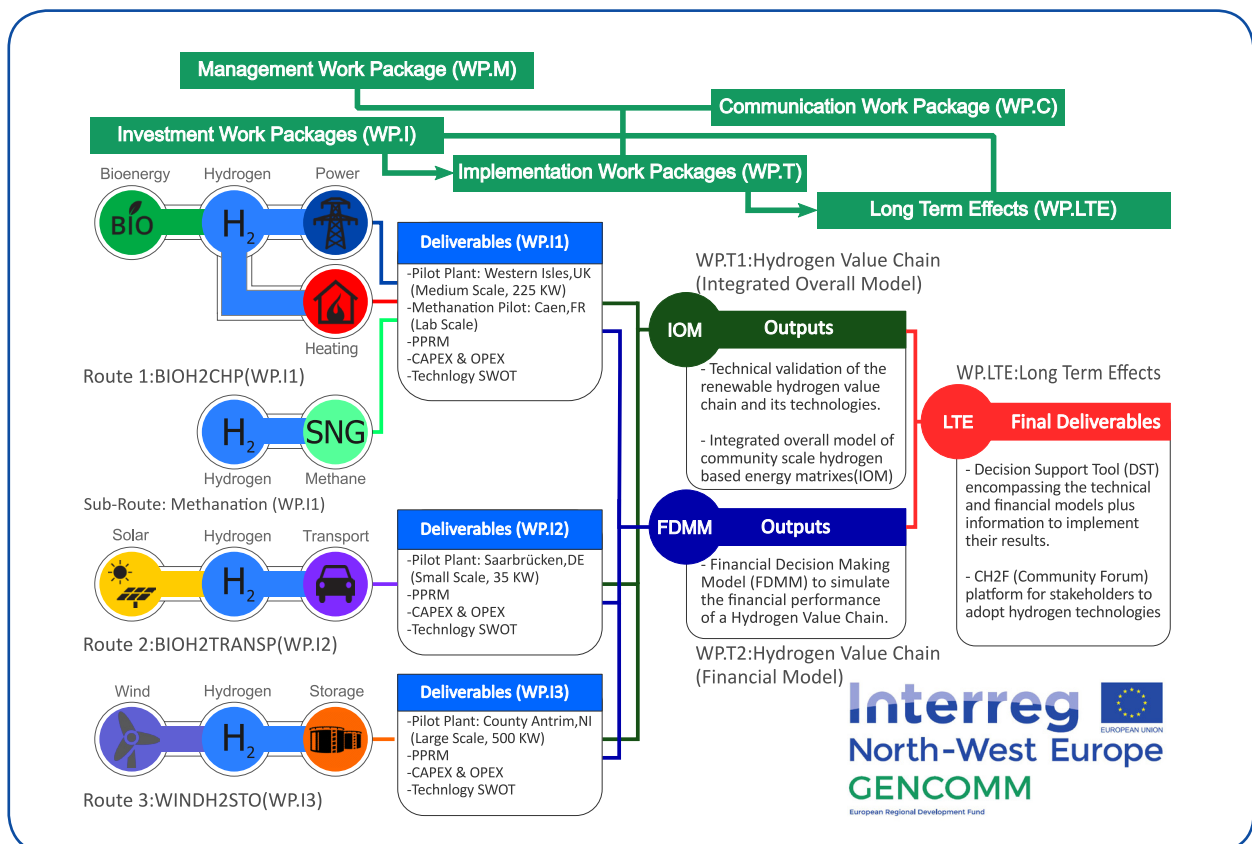 Management Work Package (WP.M)
Communication Work Package (WP.C)
Investment Work Packages (WP.I)
Implementation Work Packages (WP.T)
Long Term Effects (WP.LTE)
Bioenergy
Hydrogen
Power
BIO
H2
Heating
Route 1:BIOH2CHP(WP.I1)
H2
SNG
Hydrogen
Methane
Sub-Route: Methanation (WP.I1)
Solar
Hydrogen
Transport
H2
Route 2:BIOH2TRANSP(WP.I2)
Wind
Hydrogen
Storage
H2
Route 3:WINDH2STO(WP.I3)
Deliverables (WP.I1)
-Pilot Plant: Western Isles,UK
(Medium Scale, 225 KW)
-Methanation Pilot: Caen,FR
(Lab Scale)
-PPRM
-CAPEX & OPEX
-Technlogy SWOT
Deliverables (WP.I2)
-Pilot Plant: Saarbrücken,DE
(Small Scale, 35 KW)
-PPRM
-CAPEX & OPEX
-Technlogy SWOT
Deliverables (WP.I3)
-Pilot Plant: County Antrim,NI
(Large Scale, 500 KW)
-PPRM
-CAPEX & OPEX
-Technlogy SWOT
WP.T1:Hydrogen Value Chain
(Integrated Overall Model)
IOM
Outputs
- Technical validation of the
renewable hydrogen value
chain and its technologies.
- Integrated overall model of
community scale hydrogen
based energy matrixes(IOM)
FDMM
Outputs
- Financial Decision Making
Model (FDMM) to simulate
the financial performance
of a Hydrogen Value Chain.
WP.T2:Hydrogen Value Chain
(Financial Model)
WP.LTE:Long Term Effects
LTE
Final Deliverables
- Decision Support Tool (DST)
encompassing the technical
and financial models plus
information to implement
their results.
- CH2F (Community Forum)
platform for stakeholders to
adopt hydrogen technologies
Interreg
EUROPEAN UNION
North-West Europe
GENCOMM
European Regional Development Fund